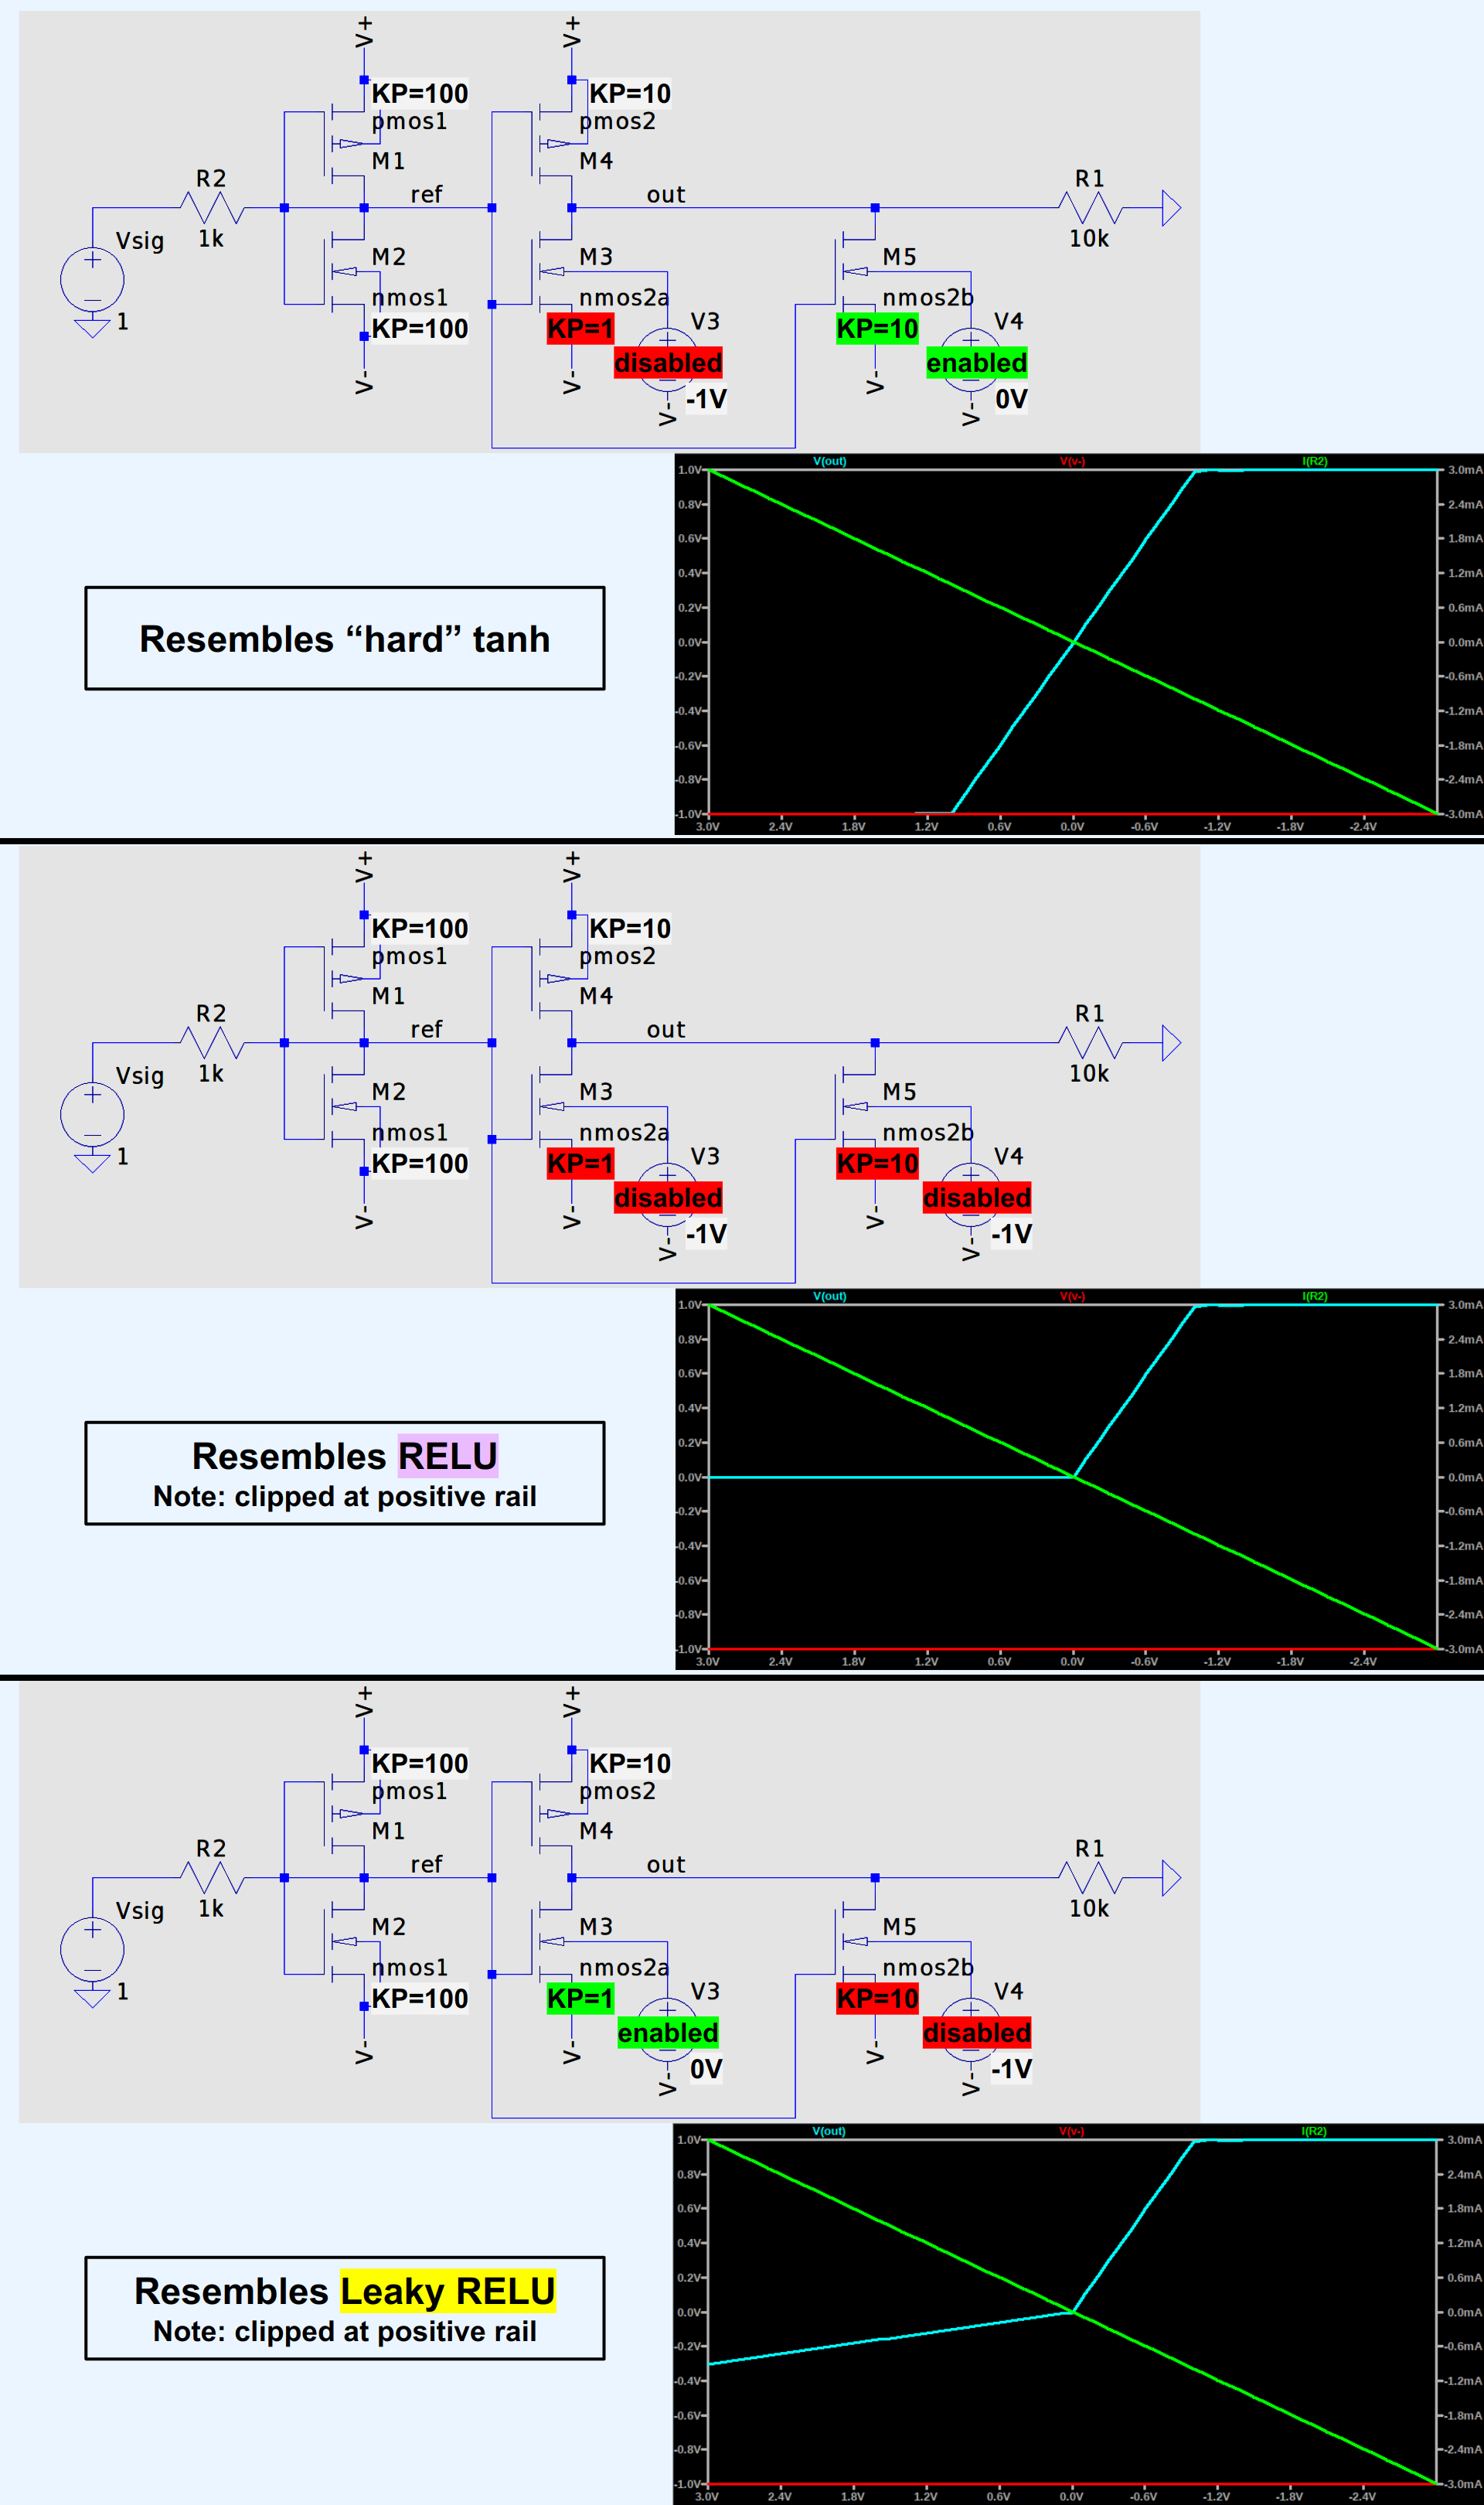 V+
V+
KP=100
KP=10
pmos1
pmos2
M1
M4
R2
ref
out
R1
1k
10k
Vsig
M2
M3
M5
nmos1
nmos2a
nmos2b
1
KP=100
KP=1
V3
KP=10
V4
disabled
enabled
V-
V-
-1V
V-
0V
V-
V-
V(out)
V(v-)
I(R2)
1.0V
3.0mA
0.8V
2.4mA
0.6V
1.8mA
0.4V
1.2mA
0.2V
0.6mA
0.0V
0.0mA
-0.2V
-0.6mA
-0.4V
-1.2mA
-0.6V
-1.8mA
-0.8V
-2.4mA
-1.0V
-3.0mA
3.0V 2.4V 1.8V 1.2V 0.6V 0.0V -0.6V -1.2V -1.8V -2.4V
Resembles “hard” tanh
V+
V+
KP=100
KP=10
pmos1
pmos2
M1
M4
R2
ref
out
R1
1k
10k
Vsig
M2
M3
M5
nmos1
nmos2a
nmos2b
1
KP=100
KP=1
V3
KP=10
V4
disabled
disabled
V-
V-
-1V
V-
-1V
V-
V-
V(out)
V(v-)
I(R2)
1.0V
3.0mA
0.8V
2.4mA
0.6V
1.8mA
0.4V
1.2mA
0.2V
0.6mA
0.0V
0.0mA
-0.2V
-0.6mA
-0.4V
-1.2mA
-0.6V
-1.8mA
-0.8V
-2.4mA
-1.0V
-3.0mA
3.0V 2.4V 1.8V 1.2V 0.6V 0.0V -0.6V -1.2V -1.8V -2.4V
Resembles RELU
Note: clipped at positive rail
V+
V+
KP=100
KP=10
pmos1
pmos2
M1
M4
R2
ref
out
R1
1k
10k
Vsig
M2
M3
M5
nmos1
nmos2a
nmos2b
1
KP=100
KP=1
V3
KP=10
V4
enabled
disabled
V-
V-
0V
V-
-1V
V-
V-
V(out)
V(v-)
I(R2)
1.0V
3.0mA
0.8V
2.4mA
0.6V
1.8mA
0.4V
1.2mA
0.2V
0.6mA
0.0V
0.0mA
-0.2V
-0.6mA
-0.4V
-1.2mA
-0.6V
-1.8mA
-0.8V
-2.4mA
-1.0V
-3.0mA
3.0V 2.4V 1.8V 1.2V 0.6V 0.0V -0.6V -1.2V -1.8V -2.4V
Resembles Leaky RELU
Note: clipped at positive rail